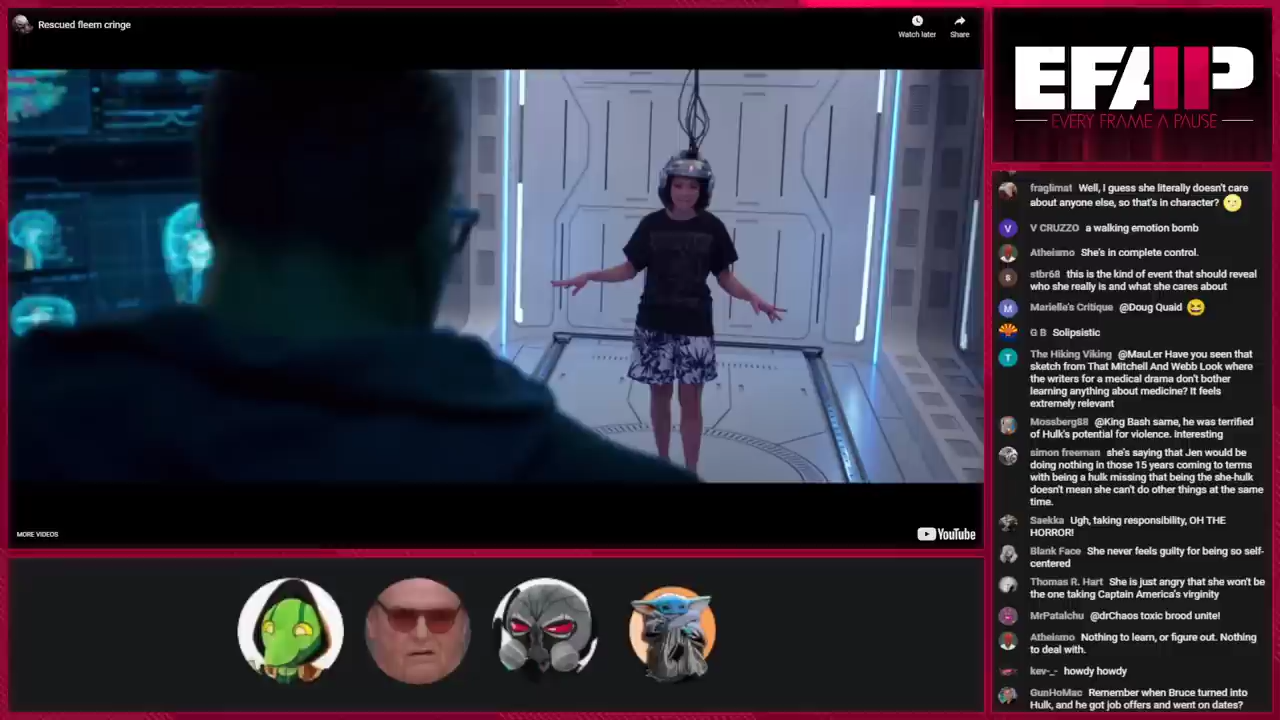 Rescued fleem cringe
Watch later
Share
MORE VIDEOS
YouTube
EFAP
EVERY FRAME A PAUSE
fraglimat Well, I guess she literally doesn't care
about anyone else, so that's in character?
V
V CRUZZO a walking emotion bomb
Atheismo She's in complete control.
S
stbr68 this is the kind of event that should reveal
who she really is and what she cares about
M
Marielle's Critique @Doug Quaid
G B Solipsistic
T
The Hiking Viking @MauLer Have you seen that
sketch from That Mitchell And Webb Look where
the writers for a medical drama don't bother
learning anything about medicine? It feels
extremely relevant
Mossberg88 @King Bash same, he was terrified
of Hulk's potential for violence. Interesting
simon freeman she's saying that Jen would be
doing nothing in those 15 years coming to terms
with being a hulk missing that being the she-hulk
doesn't mean she can't do other things at the same
time.
Saekka Ugh, taking responsibility, OH THE
HORROR!
Blank Face She never feels guilty for being so self-
centered
Thomas R. Hart She is just angry that she won't be
the one taking Captain America's virginity
MrPatalchu @drChaos toxic brood unite!
Atheismo Nothing to learn, or figure out. Nothing
to deal with.
kev-_- howdy howdy
GunHoMac Remember when Bruce turned into
Hulk, and he got job offers and went on dates?